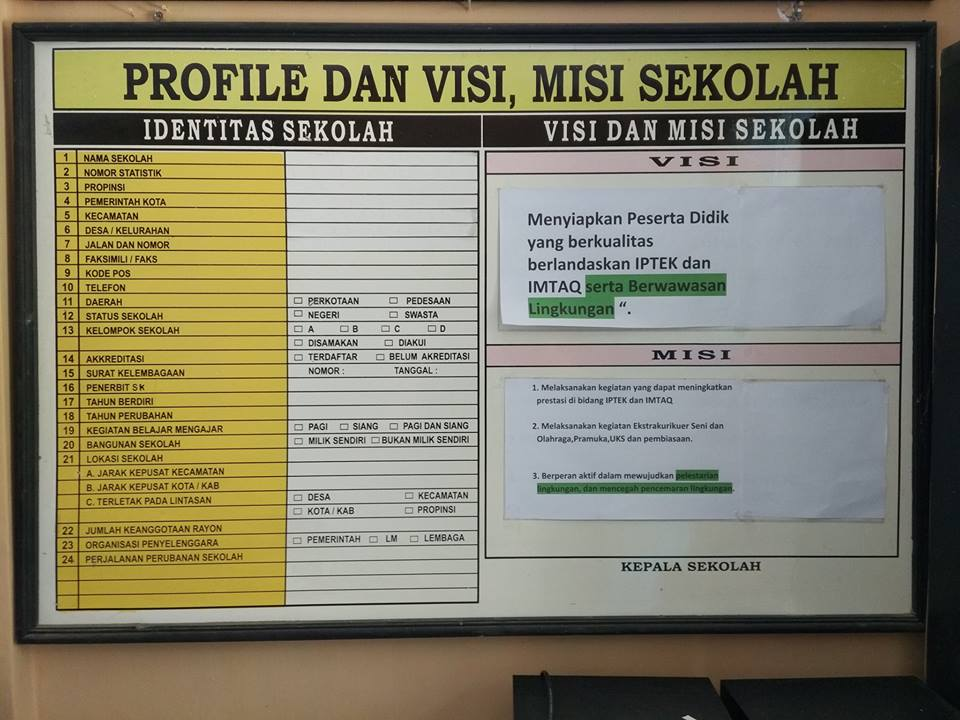 PROFILE DAN VISI, MISI SEKOLAH
IDENTITAS SEKOLAH
1 NAMA SEKOLAH
2 NOMOR STATISTIK
3 PROPINSI
4 PEMERINTAH KOTA
5 KECAMATAN
6 DESA / KELURAHAN
7 JALAN DAN NOMOR
8 FAKSIMILI / FAKS
9 KODE POS
10 TELEFON
11 DAERAH PERKOTAAN PEDESAAN
12 STATUS SEKOLAH NEGERI SWASTA
13 KELOMPOK SEKOLAH A B C D
DISAMAKAN DIAKUI
14 AKKREDITASI TERDAFTAR BELUM AKREDITASI
15 SURAT KELEMBAGAAN NOMOR : TANGGAL :
16 PENERBIT SK
17 TAHUN BERDIRI
18 TAHUN PERUBAHAN
19 KEGIATAN BELAJAR MENGAJAR PAGI SIANG PAGI DAN SIANG
20 BANGUNAN SEKOLAH MILIK SENDIRI BUKAN MILIK SENDIRI
21 LOKASI SEKOLAH
A. JARAK KEPUSAT KECAMATAN
B. JARAK KEPUSAT KOTA / KAB
C. TERLETAK PADA LINTASAN DESA KECAMATAN
KOTA / KAB PROPINSI
22 JUMLAH KEANGGOTAAN RAYON
23 ORGANISASI PENYELENGGARA PEMERINTAH LM LEMBAGA
24 PERJALANAN PERUBANAN SEKOLAH
VISI DAN MISI SEKOLAH
VISI
Menyiapkan Peserta Didik
yang berkualitas
berlandaskan IPTEK dan
IMTAQ serta Berwawasan
Lingkungan “.
MISI
1. Melaksanakan kegiatan yang dapat meningkatkan
prestasi di bidang IPTEK dan IMTAQ
2. Melaksanakan kegiatan Ekstrakurikuer Seni dan
Olahraga,Pramuka,UKS dan pembiasaan.
3. Berperan aktif dalam mewujudkan pelestarian
lingkungan, dan mencegah pencemaran lingkungan.
KEPALA SEKOLAH